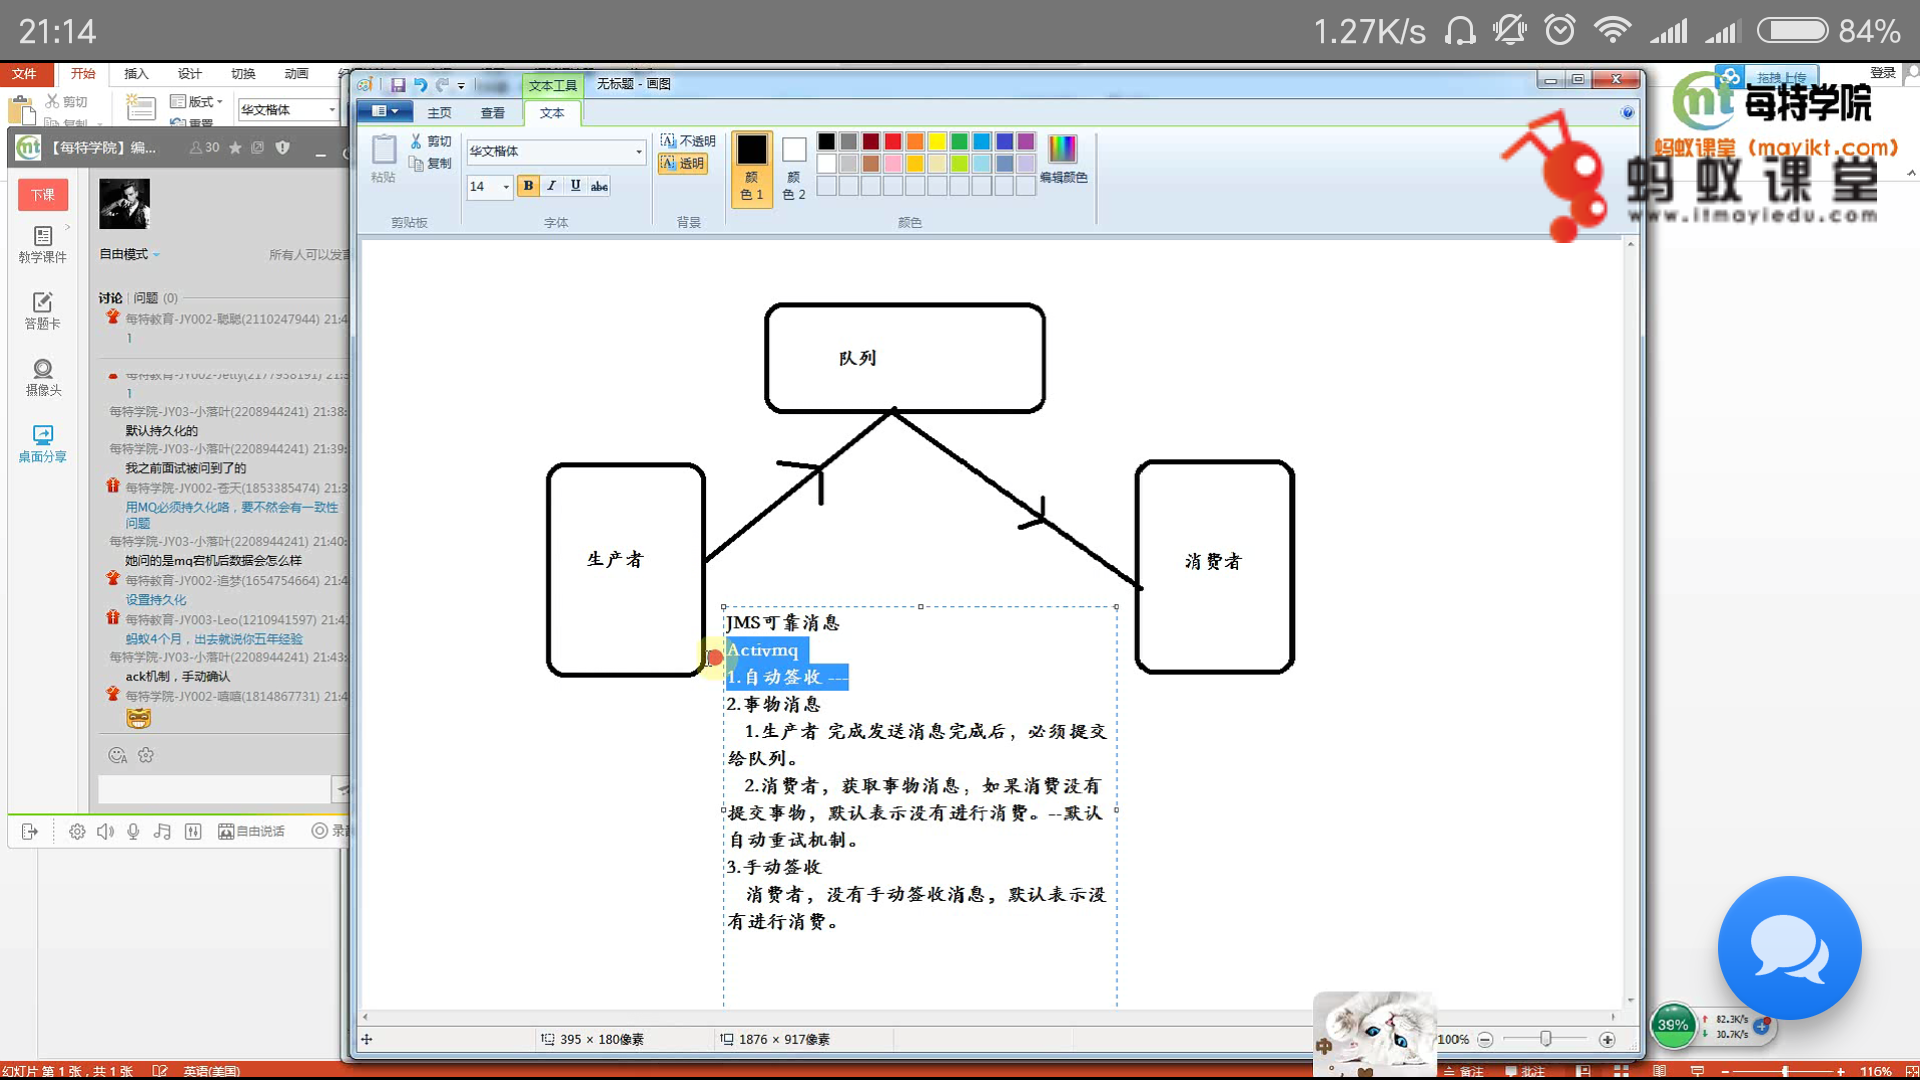 21:14
1.27K/s
84%
文件
开始
插入
设计
切换
动画
剪切
版式
华文楷体
文本工具
无标题 - 画图
拖拽上传
登录
每特学院
蚂蚁课堂（mayikt.com）
蚂蚁课堂
www.itmayiedu.com
主页
查看
文本
粘贴
剪切
复制
剪贴板
华文楷体
14
B
I
U
abc
字体
不透明
透明
背景
颜
色 1
颜
色 2
颜色
编辑颜色
【每特学院】编...
30
下课
教学课件
答题卡
摄像头
桌面分享
自由模式
所有人可以发言
讨论
问题 (0)
每特教育-JY002-聪聪(2110247944) 21:4
1
每特教育-JY002-Jetty(2177938191) 21:
1
每特学院-JY03-小落叶(2208944241) 21:38:
默认持久化的
每特学院-JY03-小落叶(2208944241) 21:39:
我之前面试被问到了的
每特学院-JY002-苍天(1853385474) 21:3
用MQ必须持久化咯，要不然会有一致性
问题
每特学院-JY03-小落叶(2208944241) 21:40:
她问的是mq宕机后数据会怎么样
每特教育-JY002-追梦(1654754664) 21:4
设置持久化
每特学院-JY003-Leo(1210941597) 21:4
蚂蚁4个月，出去就说你五年经验
每特学院-JY03-小落叶(2208944241) 21:43:
ack机制，手动确认
每特教育-JY002-嘻嘻(1814867731) 21:4
自由说话
队列
生产者
消费者
JMS可靠消息
Activmq
1.自动签收 ---
2.事物消息
1.生产者 完成发送消息完成后，必须提交
给队列。
2.消费者，获取事物消息，如果消费没有
提交事物，默认表示没有进行消费。--默认
自动重试机制。
3.手动签收
消费者，没有手动签收消息，默认表示没
有进行消费。
395 × 180像素
1876 × 917像素
100%
39%
82.3K/s
30.7K/s
幻灯片 第 1 张，共 1 张
英语(美国)
备注
批注
116%